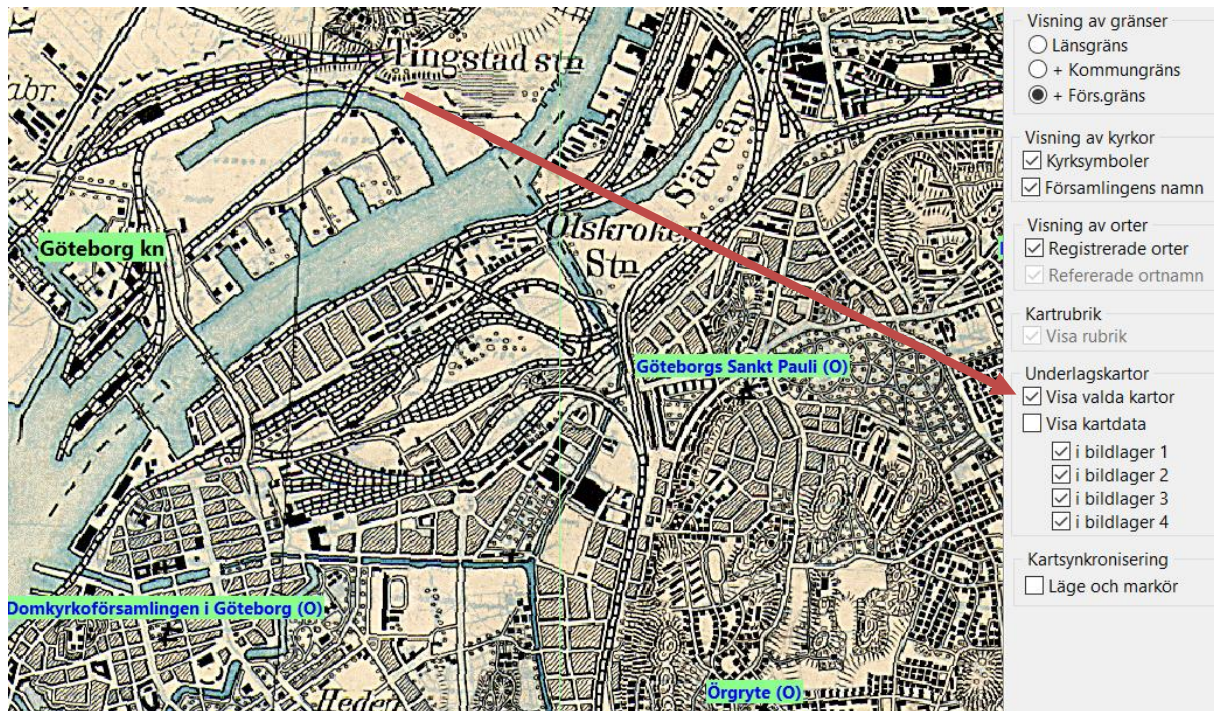 Tingstad stn
abr.
Säveån
Göteborg kn
Olskroken
Stn
Göteborgs Sankt Pauli (O)
Domkyrkoförsamlingen i Göteborg (O)
Heden
Örgryte (O)
Visning av gränser
Länsgräns
+ Kommungräns
+ Förs.gräns
Visning av kyrkor
Kyrksymboler
Församlingens namn
Visning av orter
Registrerade orter
Refererade ortnamn
Kartrubrik
Visa rubrik
Underlagskartor
Visa valda kartor
Visa kartdata
i bildlager 1
i bildlager 2
i bildlager 3
i bildlager 4
Kartsynkronisering
Läge och markör